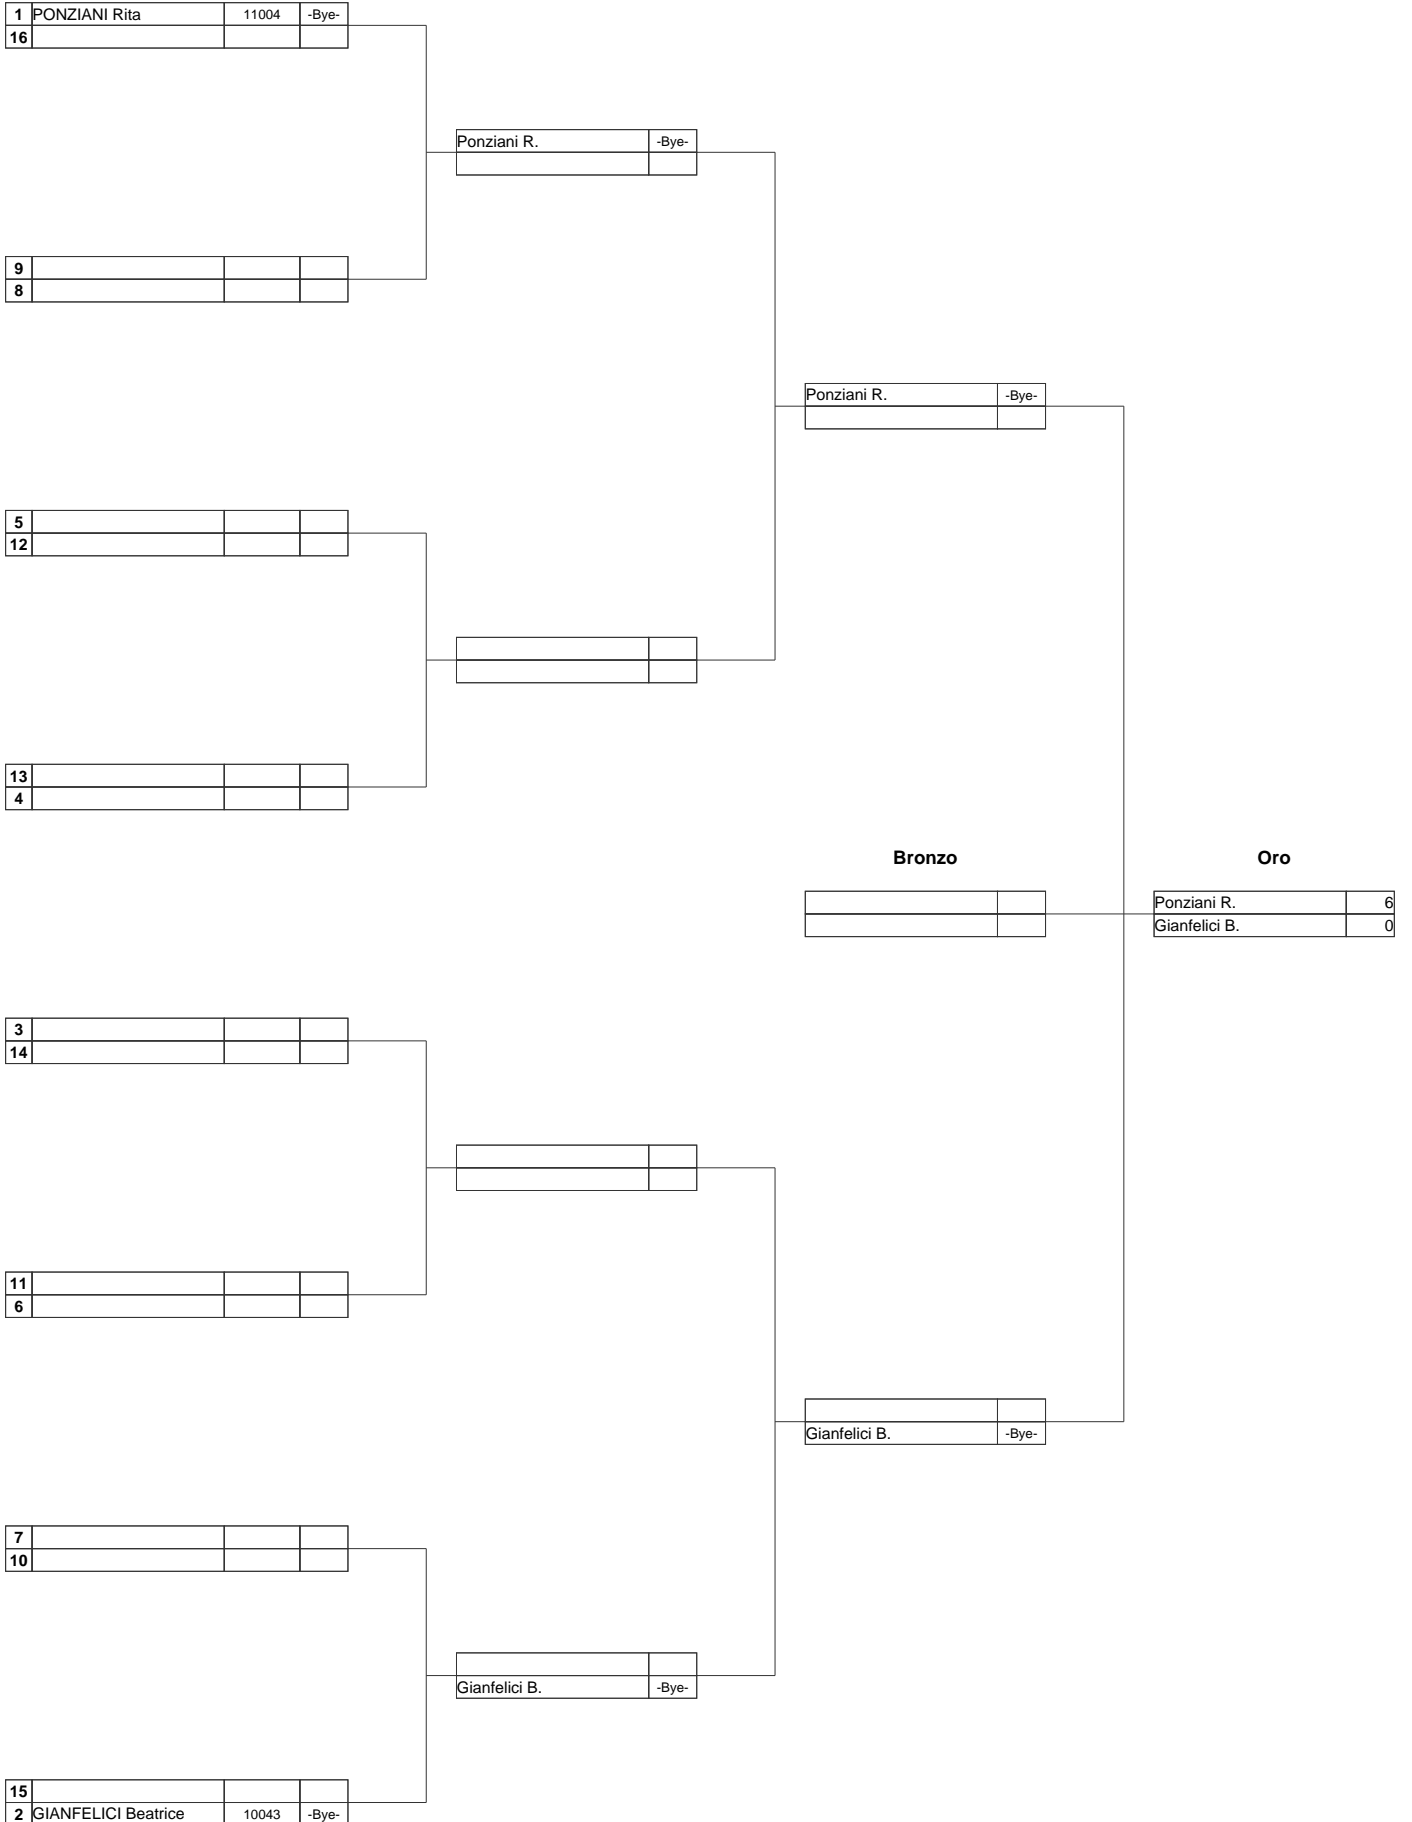 1 PONZIANI Rita 11004 -Bye-
16
Ponziani R. -Bye-
9
8
Ponziani R. -Bye-
5
12
13
4
Bronzo Oro
Ponziani R. 6
Gianfelici B. 0
3
14
11
6
Gianfelici B. -Bye-
7
10
Gianfelici B. -Bye-
15
2 GIANFELICI Beatrice 10043 -Bye-